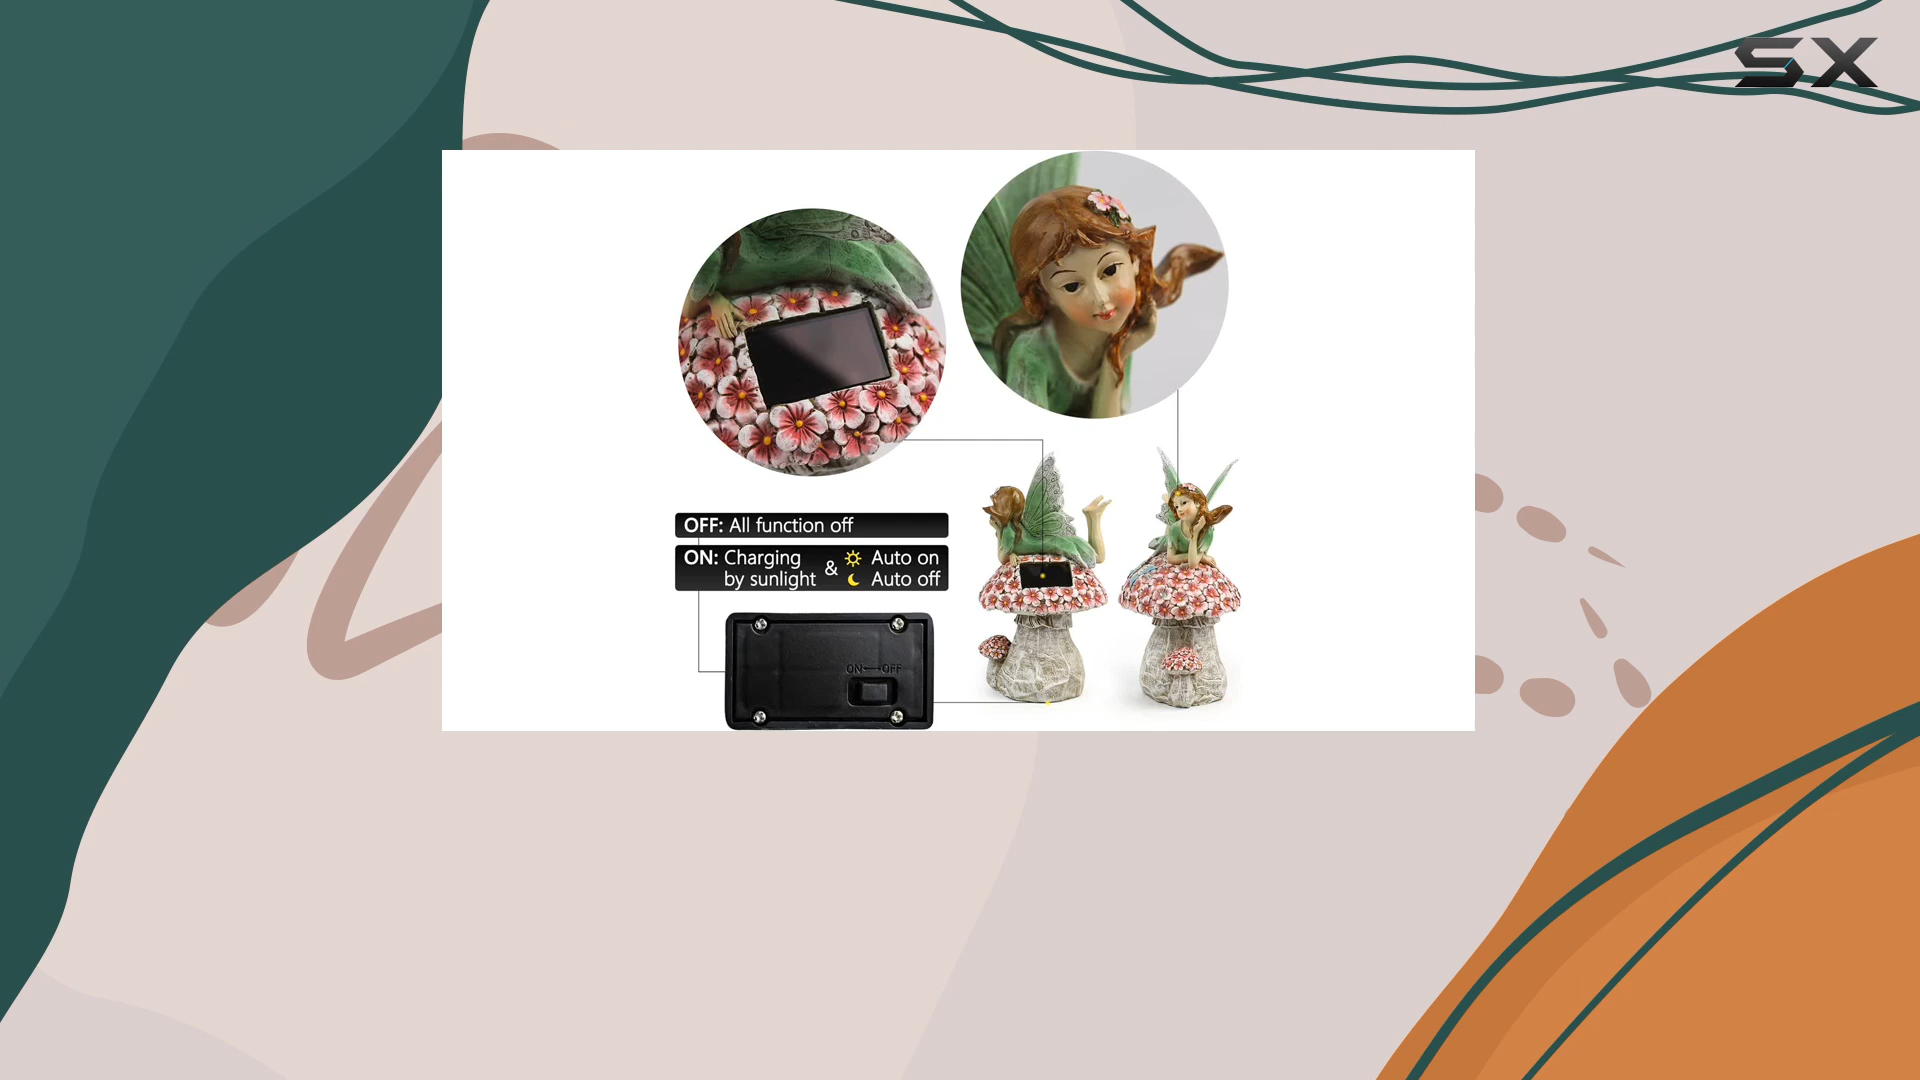 SX
OFF: All function off
ON: Charging & Auto on
by sunlight Auto off
ON OFF